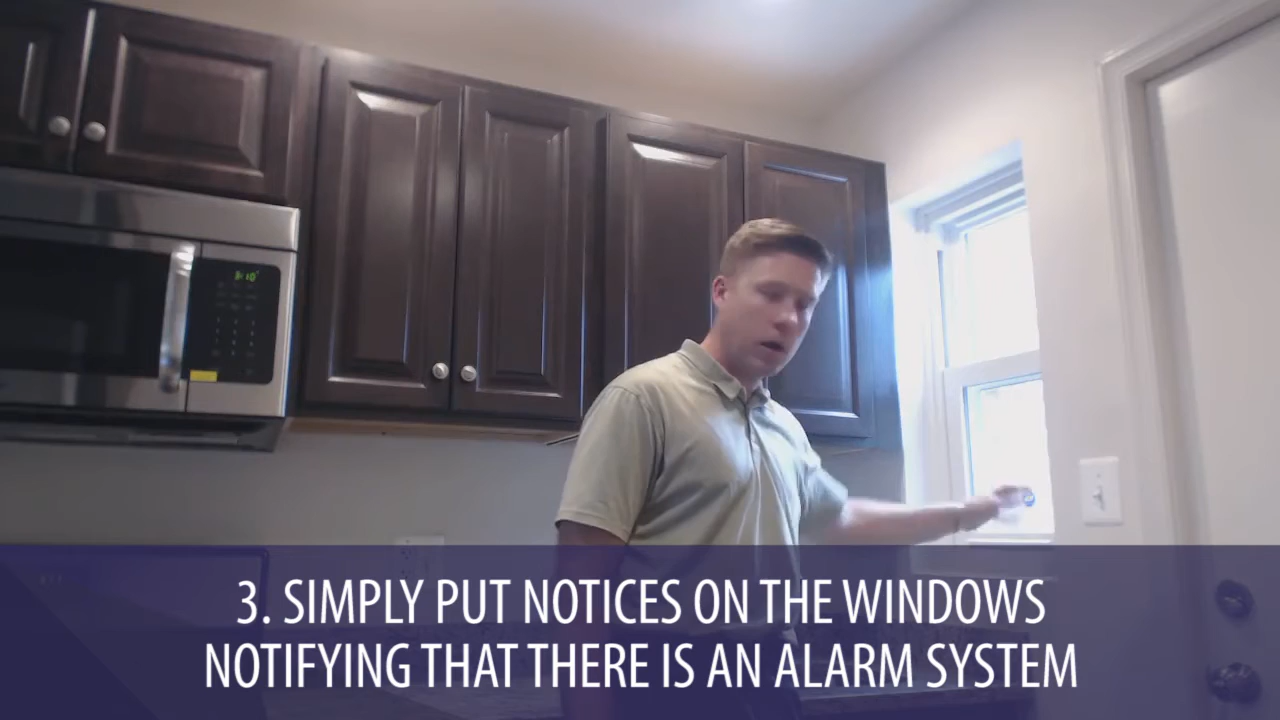 3. SIMPLY PUT NOTICES ON THE WINDOWS
NOTIFYING THAT THERE IS AN ALARM SYSTEM